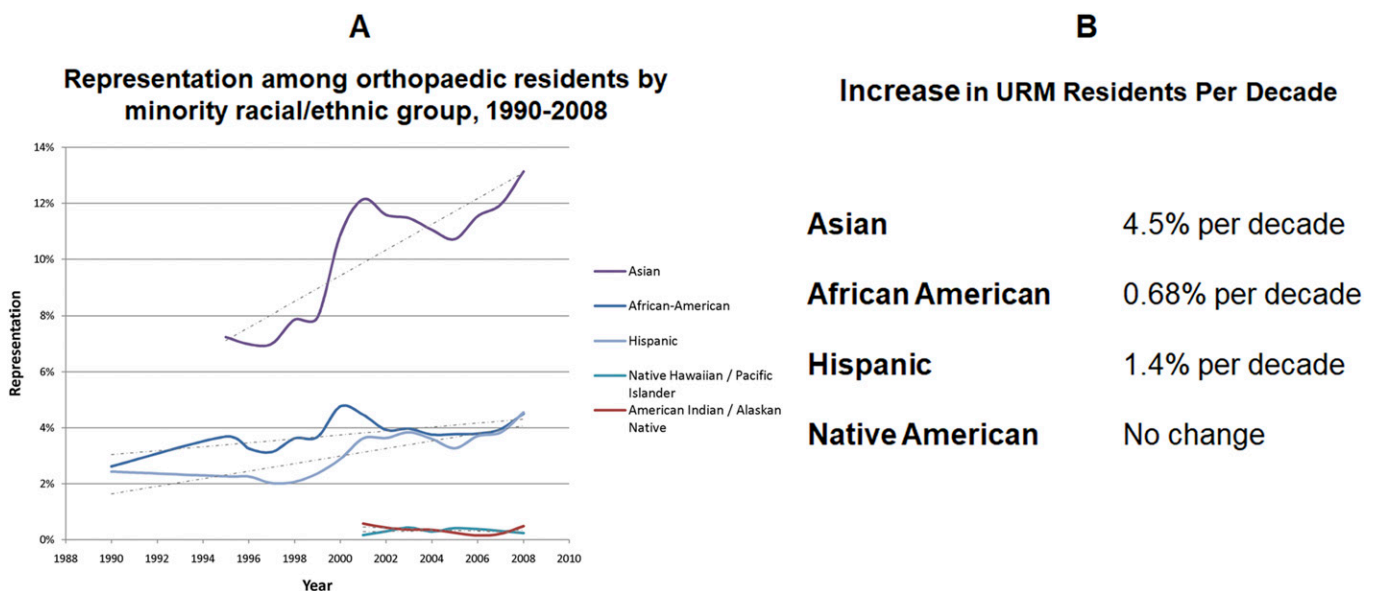 A
Representation among orthopaedic residents by
minority racial/ethnic group, 1990-2008
14%
12%
10%
8%
6%
4%
2%
0%
Representation
1988 1990 1992 1994 1996 1998 2000 2002 2004 2006 2008 2010
Year
Asian
African-American
Hispanic
Native Hawaiian / Pacific
Islander
American Indian / Alaskan
Native
B
Increase in URM Residents Per Decade
Asian 4.5% per decade
African American 0.68% per decade
Hispanic 1.4% per decade
Native American No change